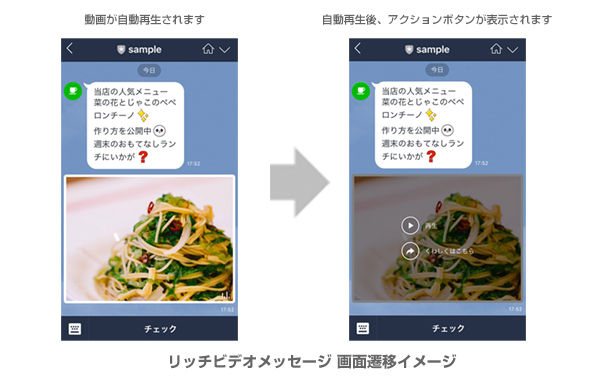 動画が自動再生されます
自動再生後、アクションボタンが表示されます
sample
今日
当店の人気メニュー
菜の花とじゃこのペペ
ロンチーノ
作り方を公開中
週末のおもてなしラン
チにいかが❓
17:52
17:52
チェック
sample
今日
当店の人気メニュー
菜の花とじゃこのペペ
ロンチーノ
作り方を公開中
週末のおもてなしラン
チにいかが❓
17:52
再生
くわしくはこちら
17:52
チェック
リッチビデオメッセージ 画面遷移イメージ